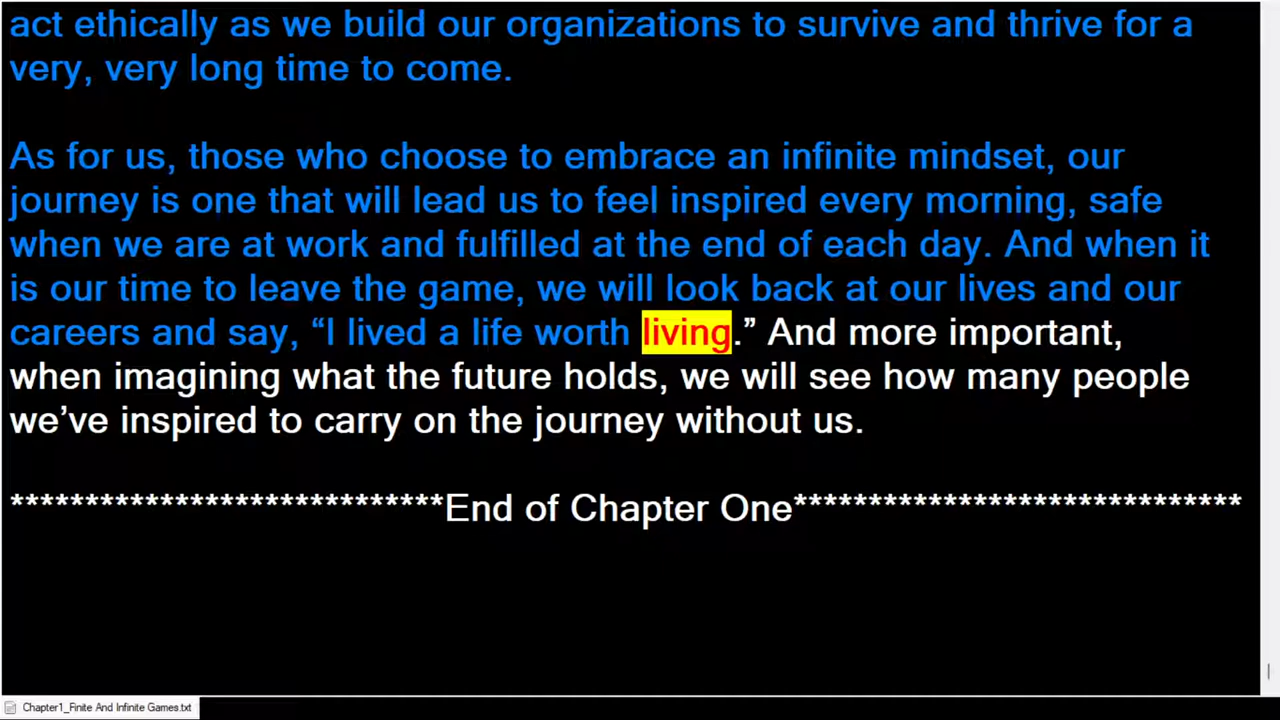 act ethically as we build our organizations to survive and thrive for a
very, very long time to come.
As for us, those who choose to embrace an infinite mindset, our
journey is one that will lead us to feel inspired every morning, safe
when we are at work and fulfilled at the end of each day. And when it
is our time to leave the game, we will look back at our lives and our
careers and say, “I lived a life worth living.” And more important,
when imagining what the future holds, we will see how many people
we’ve inspired to carry on the journey without us.
*****************************End of Chapter One******************************
Chapter1_Finite And Infinite Games.txt